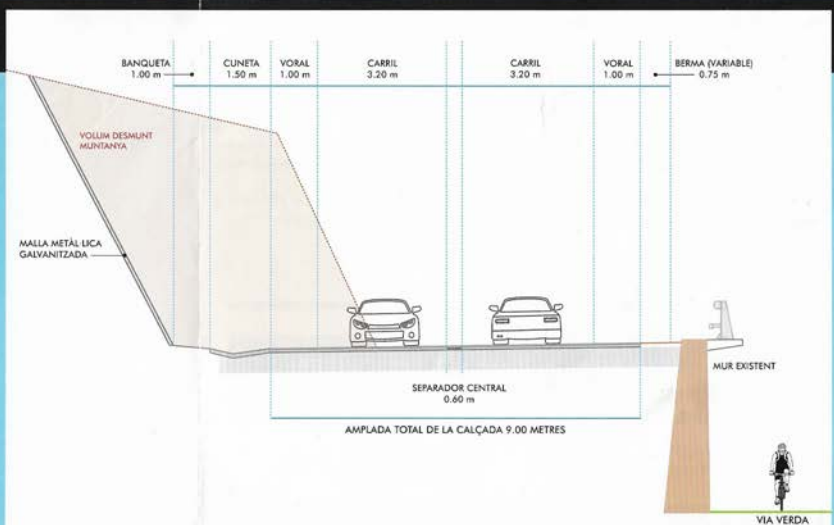 BANQUETA
1.00 m
CUNETA
1.50 m
VORAL
1.00 m
CARRIL
3.20 m
CARRIL
3.20 m
VORAL
1.00 m
BERMA (VARIABLE)
0.75 m
VOLUM DESMUNT
MUNTANYA
MALLA METÀL·LICA
GALVANITZADA
MUR EXISTENT
SEPARADOR CENTRAL
0.60 m
AMPLADA TOTAL DE LA CALÇADA 9.00 METRES
VIA VERDA